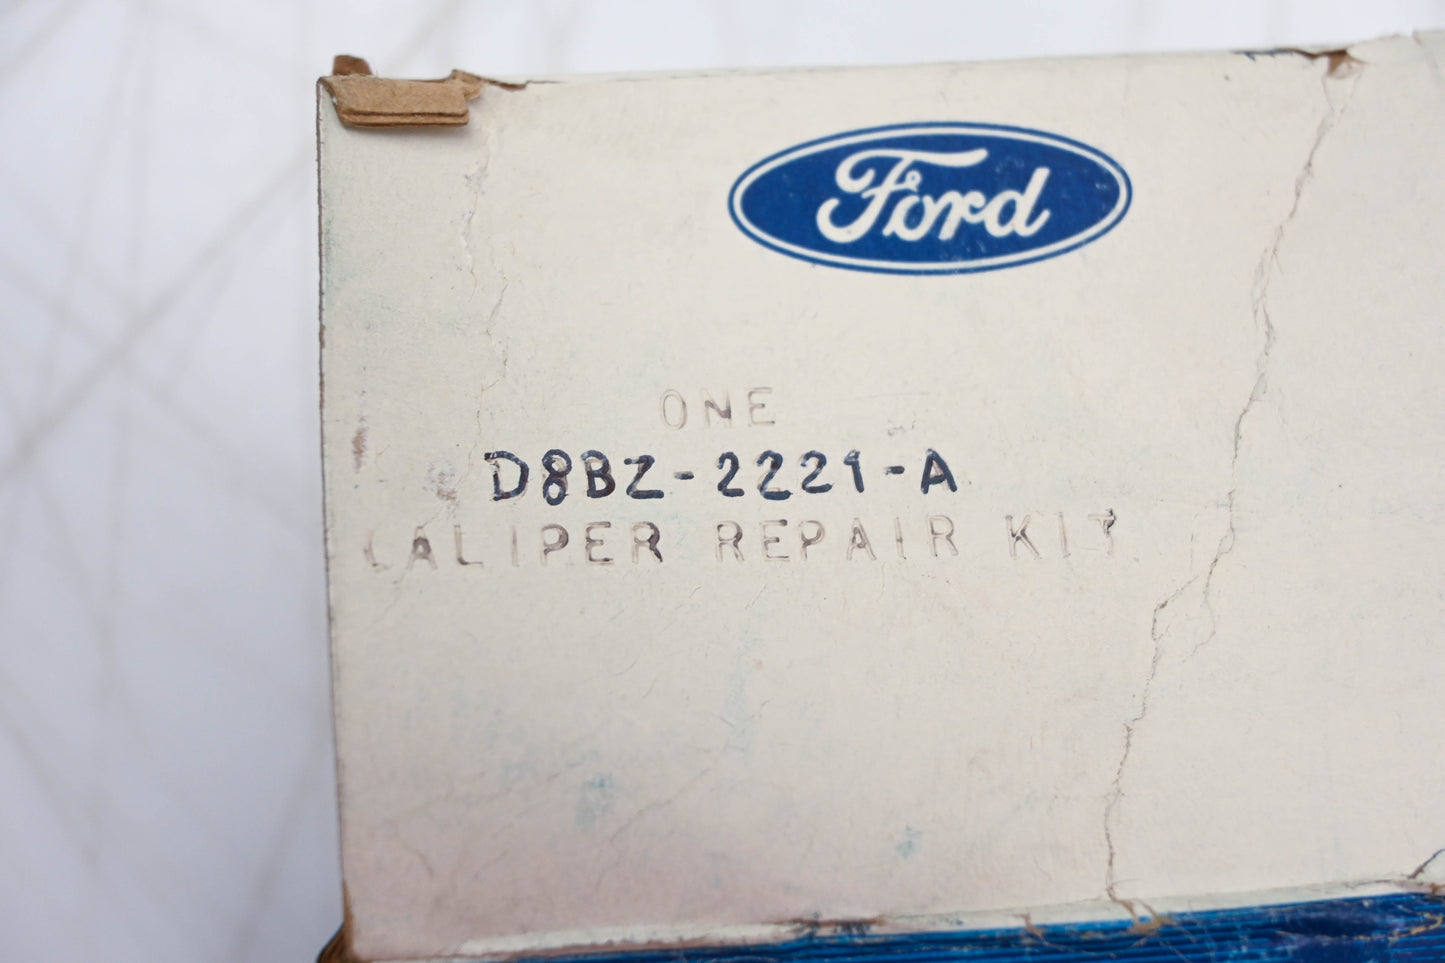 Ford
ONE
D8BZ-2221-A
CALIPER REPAIR KIT